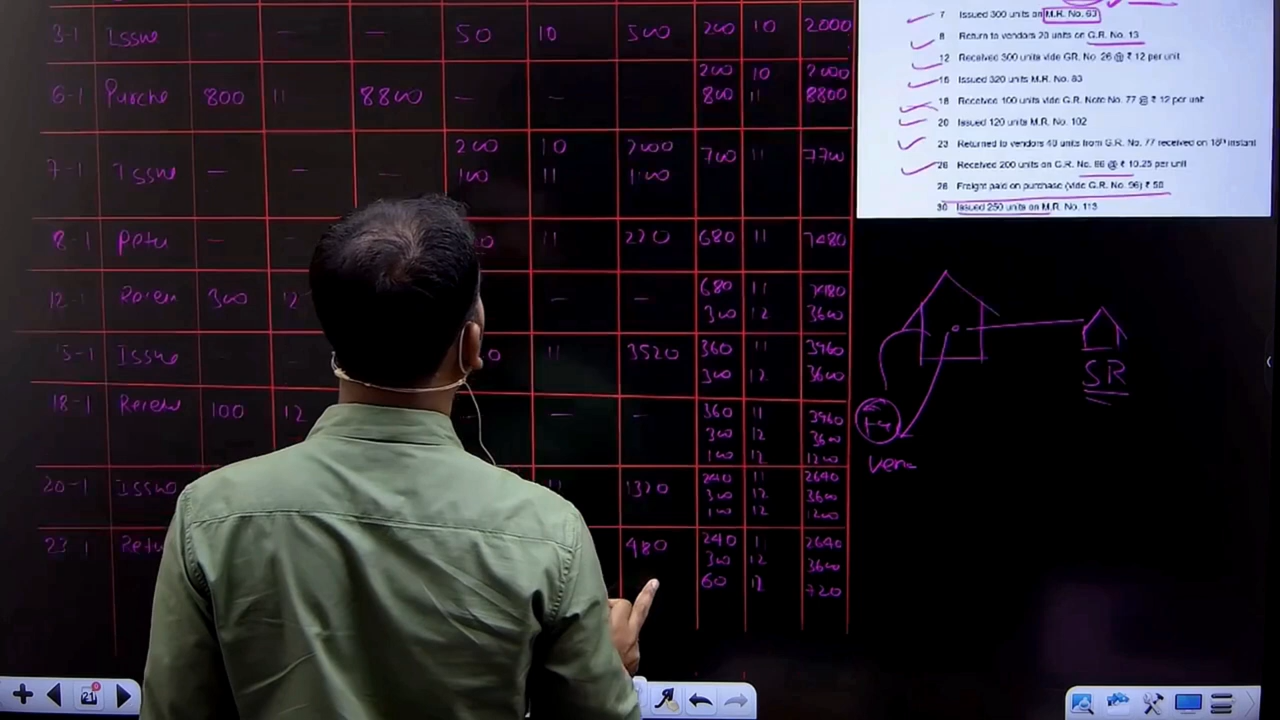 3-1 Issue — — — 50 10 500 200 10 2000
200 10 2000
6-1 Purche 800 11 8800 — — 800 11 8800
200 10 2000 700 11 7700
7-1 Issue — — — 100 11 1100
8-1 Retu — — 11 220 680 11 7480
12-1 300 12 — — 680 11 7480
300 12 3600
15-1 Issue — — 11 3520 360 11 3960
300 12 3600
18-1 100 12 — — — 360 11 3960
300 12 3600
100 12 1200
20-1 Issue 11 1320 240 11 2640
300 12 3600
100 12 1200
23 1 Retu 480 240 11 2640
300 12 3600
60 12 720
7 Issued 300 units on M.R. No. 63
8 Return to vendors 20 units on G.R. No. 13
12 Received 300 units vide GR. No. 26 @ ₹ 12 per unit
15 Issued 320 units M.R. No. 83
18 Received 100 units vide G.R. Note No. 77 @ ₹ 12 per unit
20 Issued 120 units M.R. No. 102
23 Returned to vendors 40 units from G.R. No. 77 received on 18th instant
26 Received 200 units on G.R. No. 96 @ ₹ 10.25 per unit
28 Freight paid on purchase (vide G.R. No. 96) ₹ 50
30 Issued 250 units on M.R. No. 113
SR
ven
21